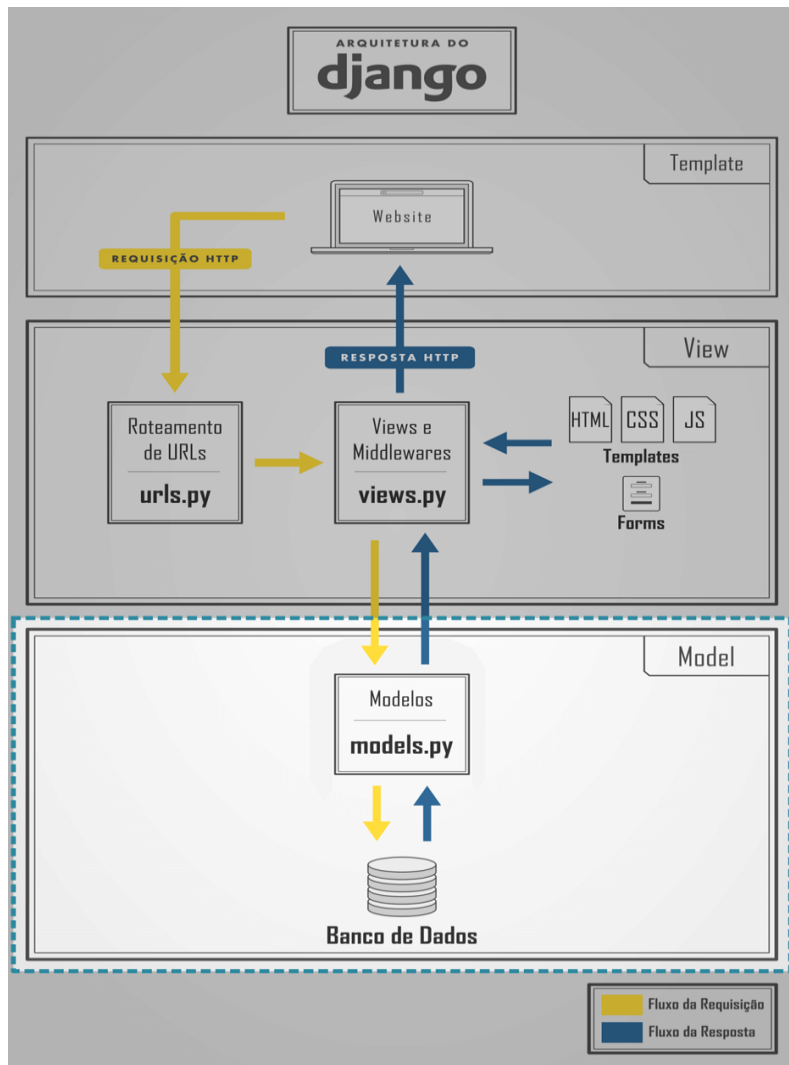 ARQUITETURA DO
django
Template
Website
REQUISIÇÃO HTTP
View
RESPOSTA HTTP
Roteamento
de URLs
urls.py
Views e
Middlewares
views.py
HTML
CSS
JS
Templates
Forms
Model
Modelos
models.py
Banco de Dados
Fluxo da Requisição
Fluxo da Resposta